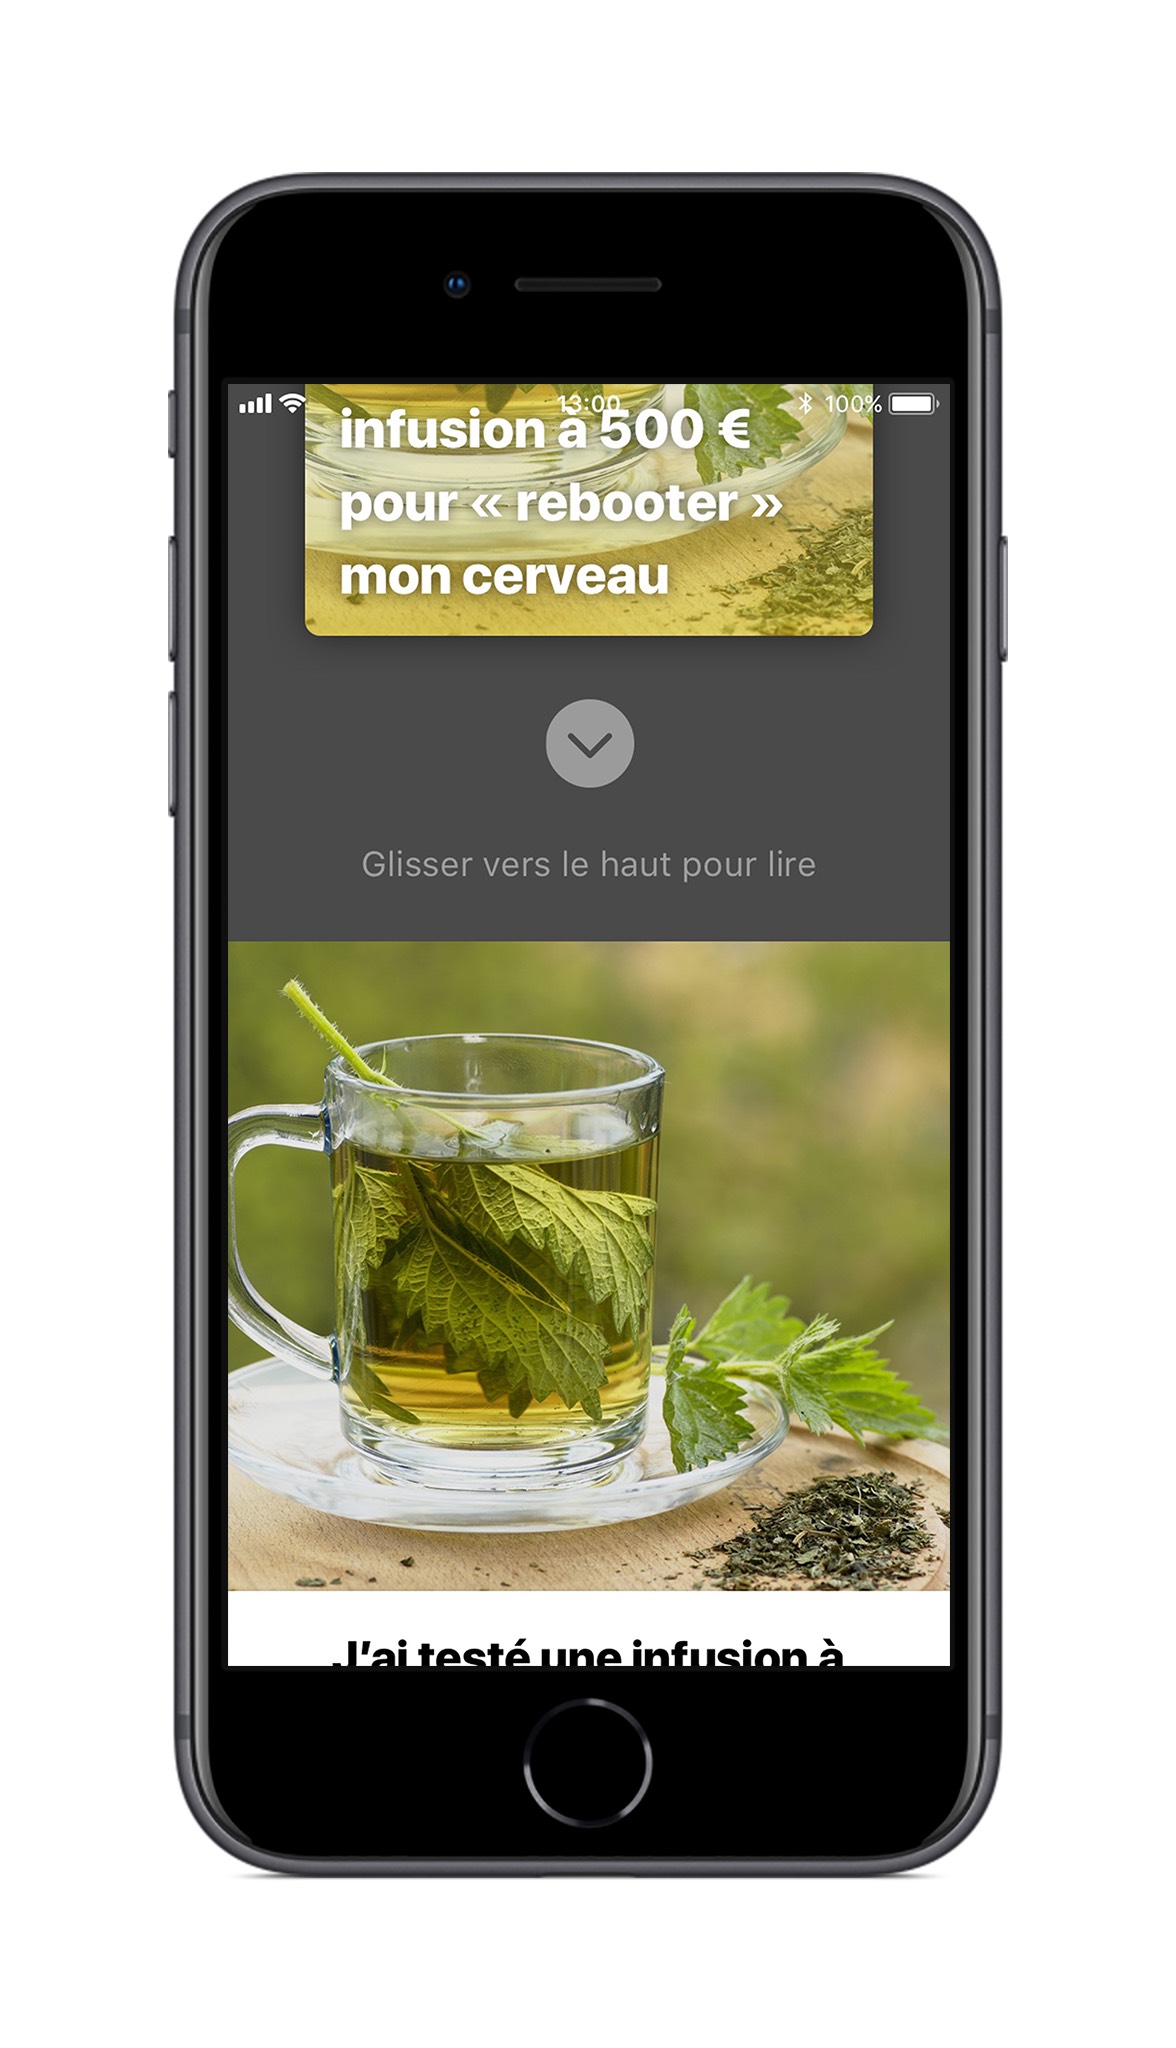 13:00
100%
infusion à 500 €
pour « rebooter »
mon cerveau
Glisser vers le haut pour lire
J’ai testé une infusion à